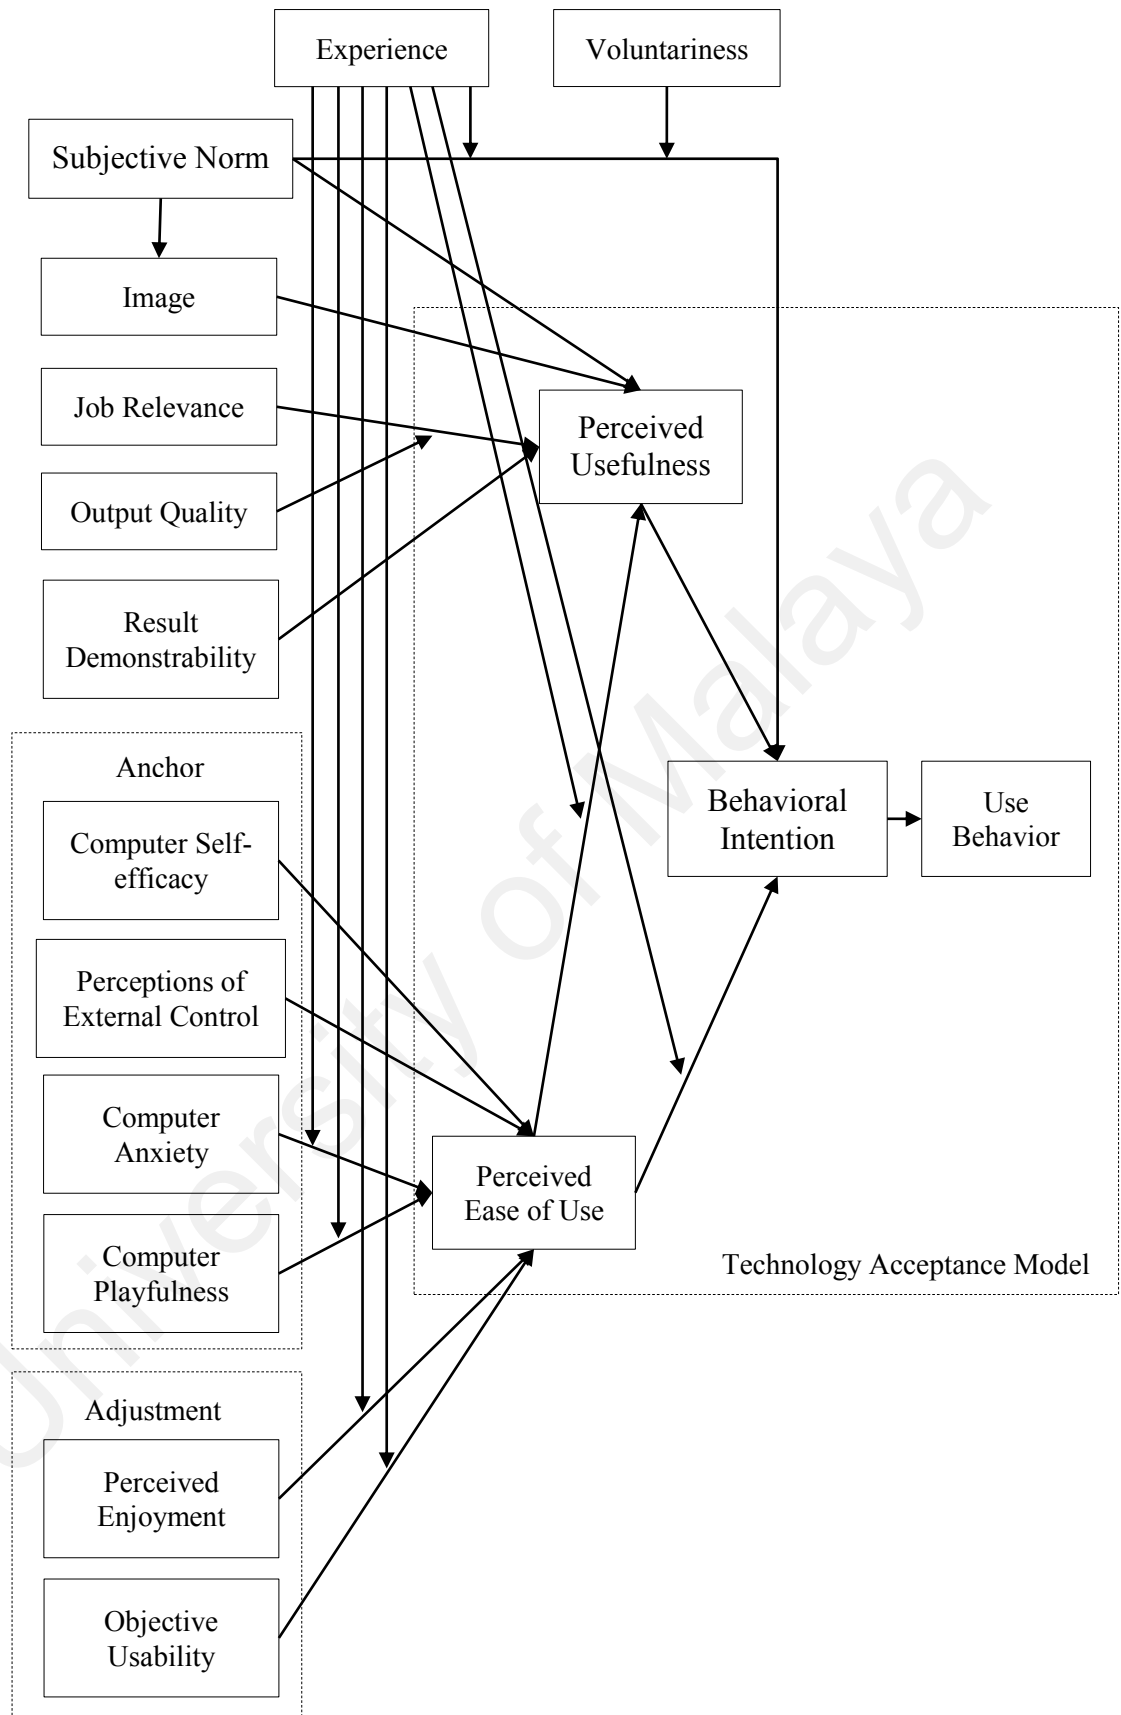 Experience
Voluntariness
Subjective Norm
Image
Job Relevance
Perceived
Usefulness
Output Quality
Result
Demonstrability
Anchor
Computer Self-
efficacy
Behavioral
Intention
Use
Behavior
Perceptions of
External Control
Computer
Anxiety
Perceived
Ease of Use
Computer
Playfulness
Technology Acceptance Model
Adjustment
Perceived
Enjoyment
Objective
Usability
University of Malaya